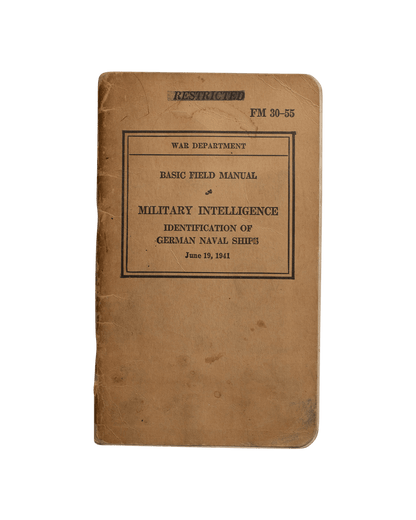 RESTRICTED
FM 30-55
WAR DEPARTMENT
BASIC FIELD MANUAL
MILITARY INTELLIGENCE
IDENTIFICATION OF
GERMAN NAVAL SHIPS
June 19, 1941